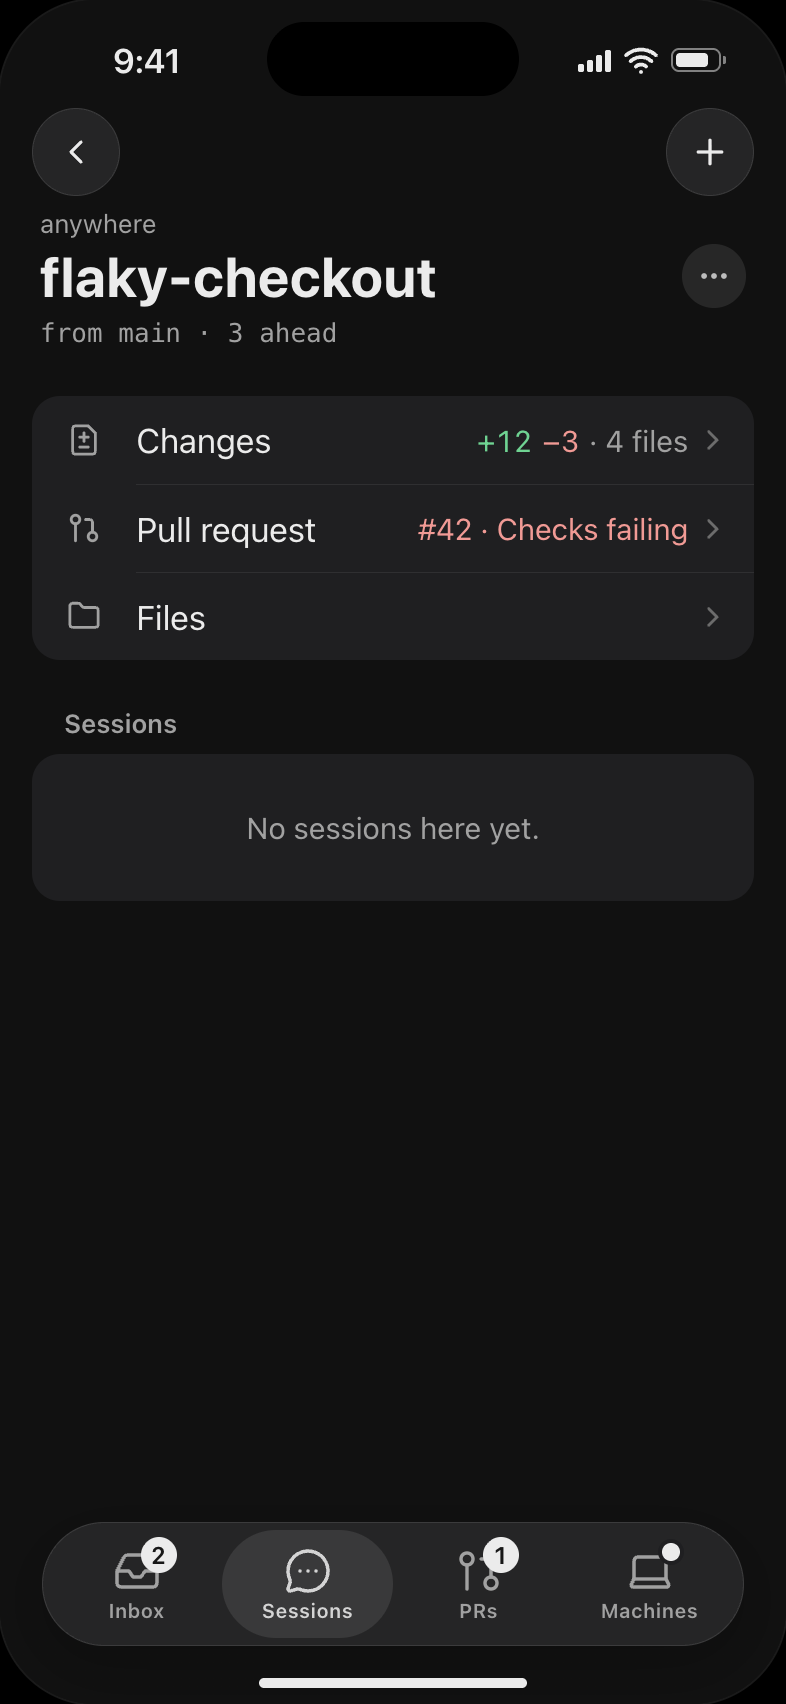 9:41
anywhere
flaky-checkout
from main · 3 ahead
Changes +12 −3 · 4 files
Pull request #42 · Checks failing
Files
Sessions
No sessions here yet.
2 1
Inbox Sessions PRs Machines